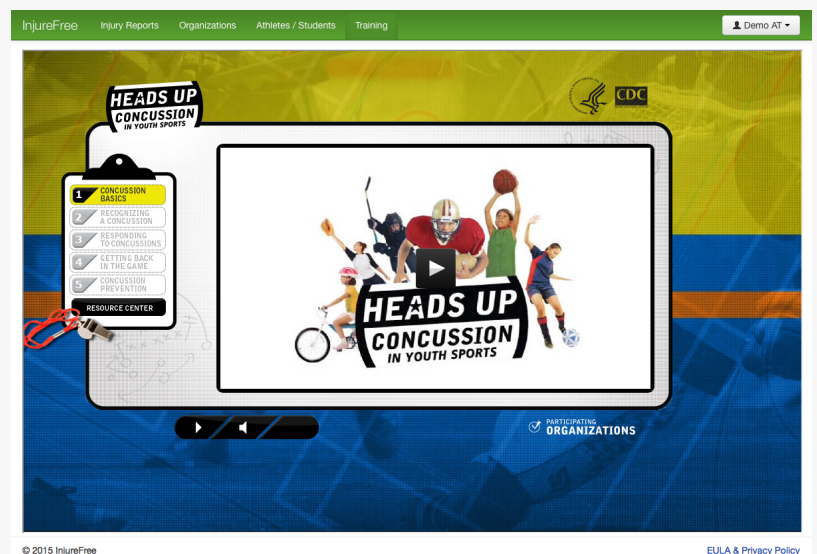 InjureFree Injury Reports Organizations Athletes / Students Training Demo AT
HEADS UP
CONCUSSION
IN YOUTH SPORTS
CDC
1 CONCUSSION
BASICS
2 RECOGNIZING
A CONCUSSION
3 RESPONDING
TO CONCUSSIONS
4 GETTING BACK
IN THE GAME
5 CONCUSSION
PREVENTION
RESOURCE CENTER
HEADS UP
CONCUSSION
IN YOUTH SPORTS
PARTICIPATING
ORGANIZATIONS
© 2015 InjureFree EULA & Privacy Policy